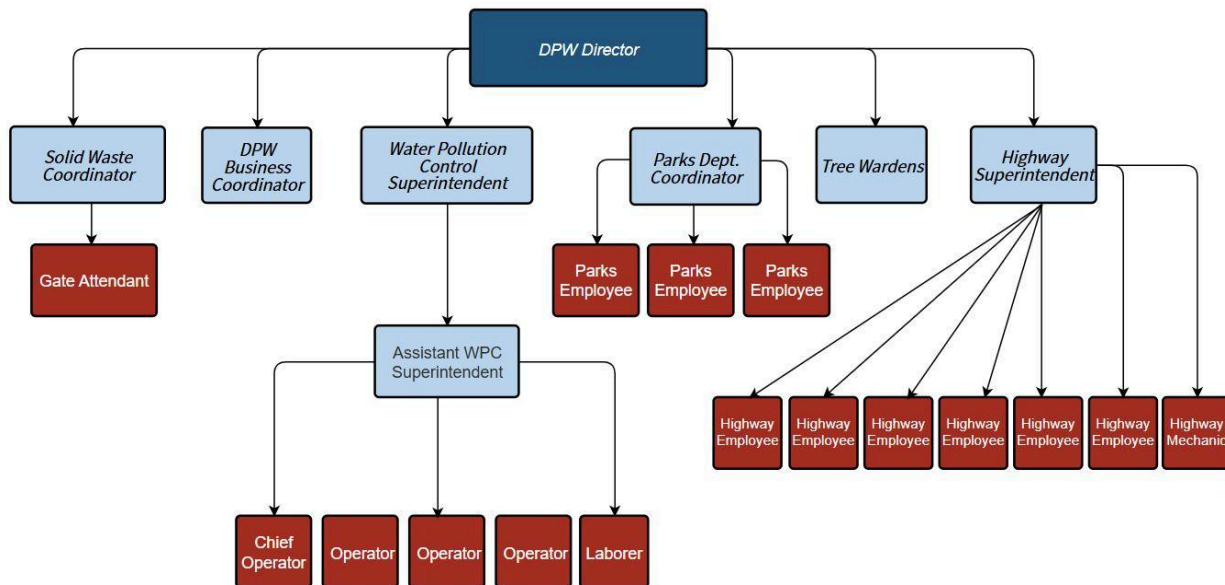 DPW Director
Solid Waste
Coordinator
DPW
Business
Coordinator
Water Pollution
Control
Superintendent
Parks Dept.
Coordinator
Tree Wardens
Highway
Superintendent
Gate Attendant
Parks
Employee
Parks
Employee
Parks
Employee
Assistant WPC
Superintendent
Highway
Employee
Highway
Employee
Highway
Employee
Highway
Employee
Highway
Employee
Highway
Employee
Highway
Mechanic
Chief
Operator
Operator
Operator
Operator
Laborer